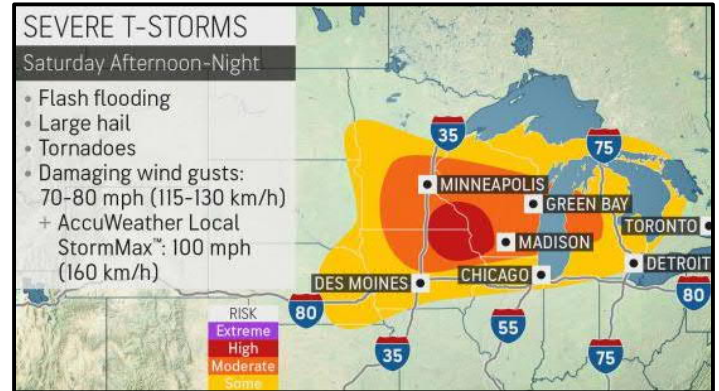 SEVERE T-STORMS
Saturday Afternoon-Night
• Flash flooding
• Large hail
• Tornadoes
• Damaging wind gusts:
70-80 mph (115-130 km/h)
+ AccuWeather Local
StormMax™: 100 mph
(160 km/h)
35
75
MINNEAPOLIS
GREEN BAY
TORONTO
MADISON
DETROIT
DES MOINES
CHICAGO
80
80
55
35
75
RISK
Extreme
High
Moderate
Some